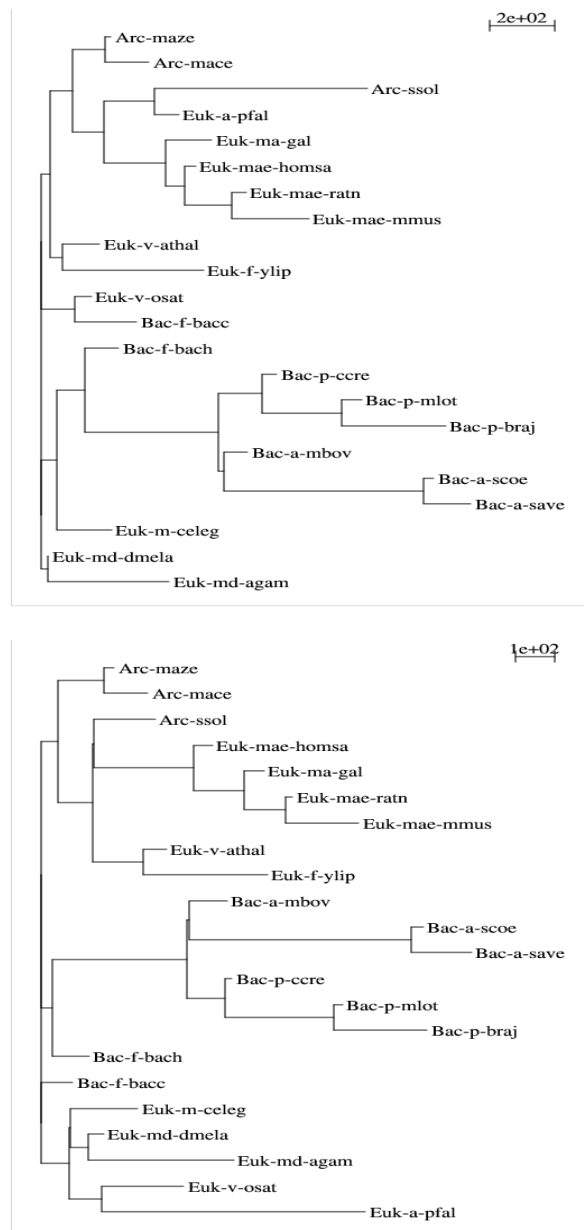 2e+02
Arc-maze
Arc-mace
Arc-ssol
Euk-a-pfal
Euk-ma-gal
Euk-mae-homsa
Euk-mae-ratn
Euk-mae-mmus
Euk-v-athal
Euk-f-ylip
Euk-v-osat
Bac-f-bacc
Bac-f-bach
Bac-p-ccre
Bac-p-mlot
Bac-p-braj
Bac-a-mbov
Bac-a-scoe
Bac-a-save
Euk-m-celeg
Euk-md-dmela
Euk-md-agam
1e+02
Arc-maze
Arc-mace
Arc-ssol
Euk-mae-homsa
Euk-ma-gal
Euk-mae-ratn
Euk-mae-mmus
Euk-v-athal
Euk-f-ylip
Bac-a-mbov
Bac-a-scoe
Bac-a-save
Bac-p-ccre
Bac-p-mlot
Bac-p-braj
Bac-f-bach
Bac-f-bacc
Euk-m-celeg
Euk-md-dmela
Euk-md-agam
Euk-v-osat
Euk-a-pfal